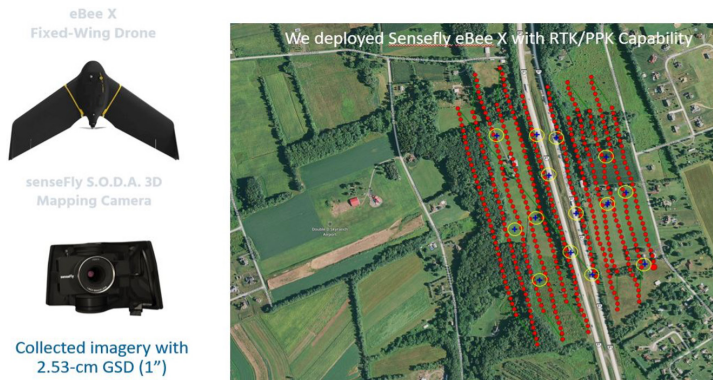 eBee X
Fixed-Wing Drone
We deployed Sensefly eBee X with RTK/PPK Capability
senseFly S.O.D.A. 3D
Mapping Camera
senseFly
Collected imagery with
2.53-cm GSD (1”)